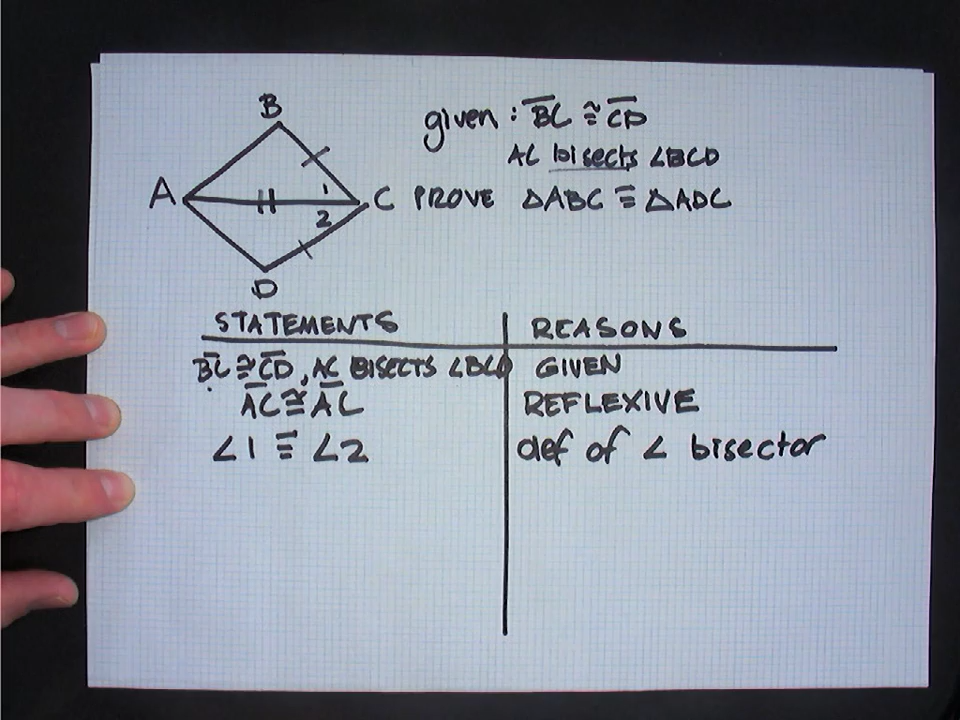 B
given : BC ≅ CD
AC bisects ∠BCD
A
1
C
PROVE △ABC ≅ △ADC
2
D
STATEMENTS
REASONS
BC ≅ CD, AC BISECTS ∠BCD
GIVEN
AC ≅ AC
REFLEXIVE
∠1 ≅ ∠2
def of ∠ bisector